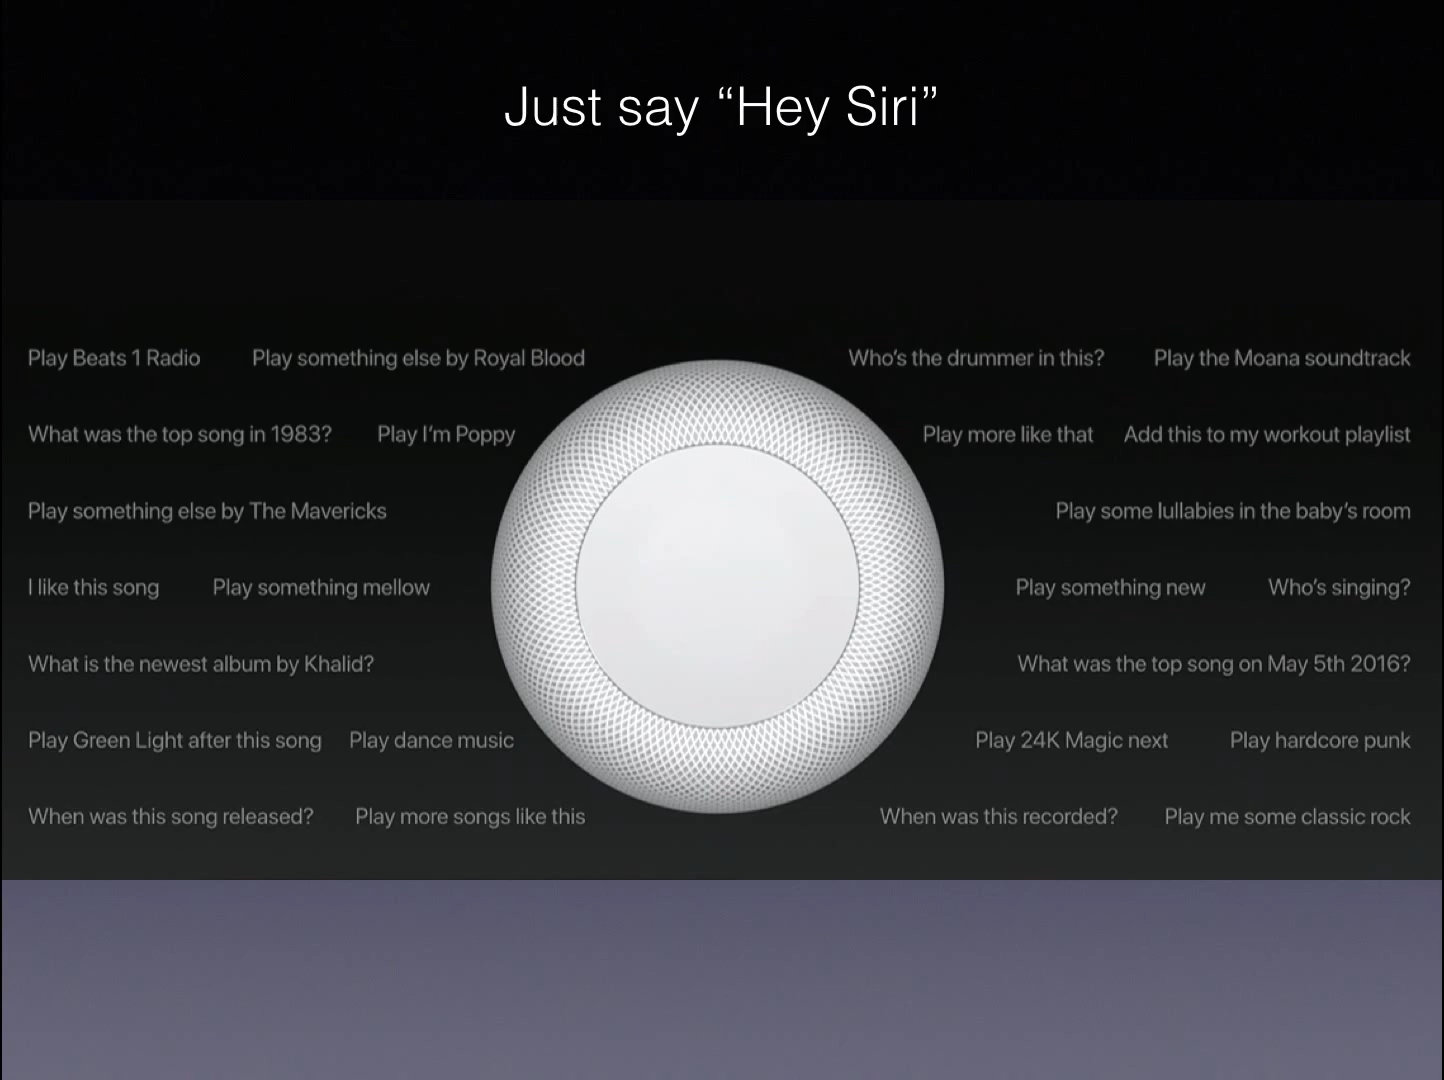 Just say “Hey Siri”
Play Beats 1 Radio Play something else by Royal Blood Who’s the drummer in this? Play the Moana soundtrack
What was the top song in 1983? Play I’m Poppy Play more like that Add this to my workout playlist
Play something else by The Mavericks Play some lullabies in the baby’s room
I like this song Play something mellow Play something new Who’s singing?
What is the newest album by Khalid? What was the top song on May 5th 2016?
Play Green Light after this song Play dance music Play 24K Magic next Play hardcore punk
When was this song released? Play more songs like this When was this recorded? Play me some classic rock